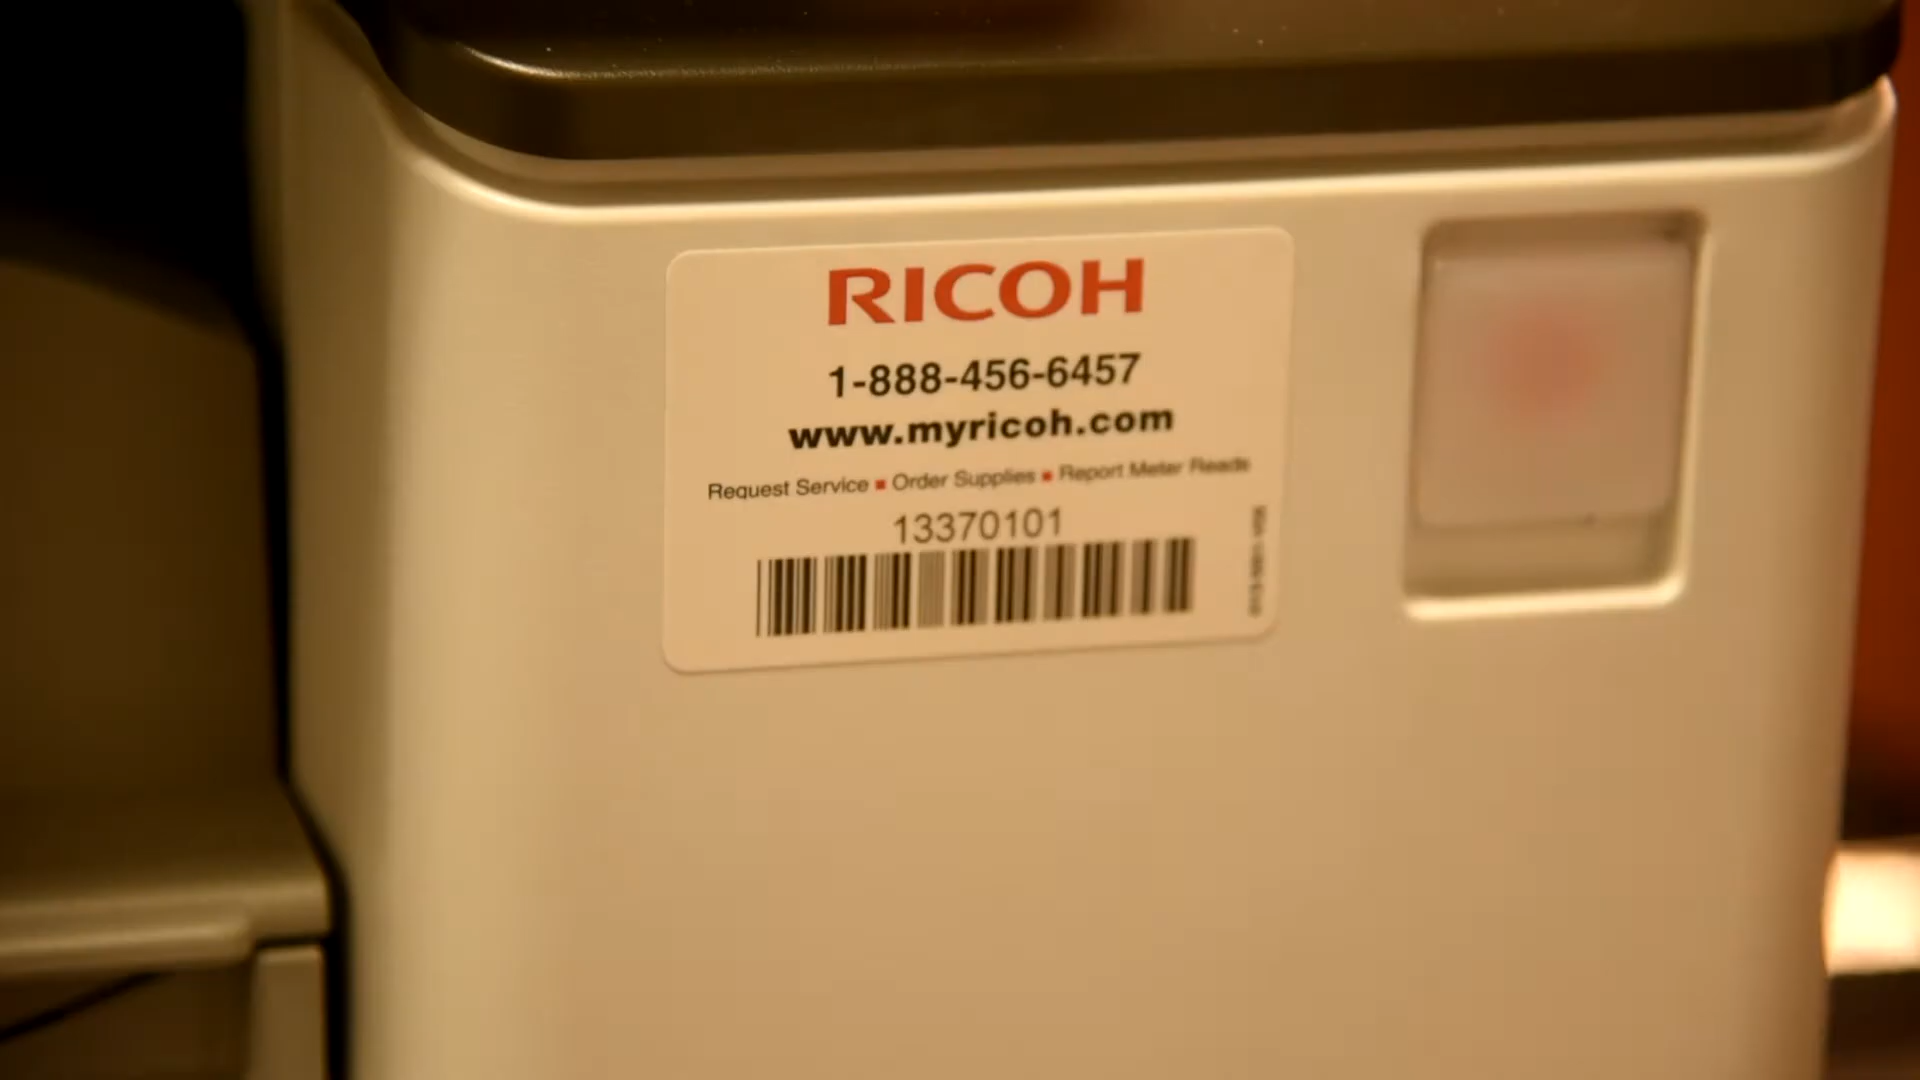 RICOH
1-888-456-6457
www.myricoh.com
Request Service ▪ Order Supplies ▪ Report Meter Reads
13370101